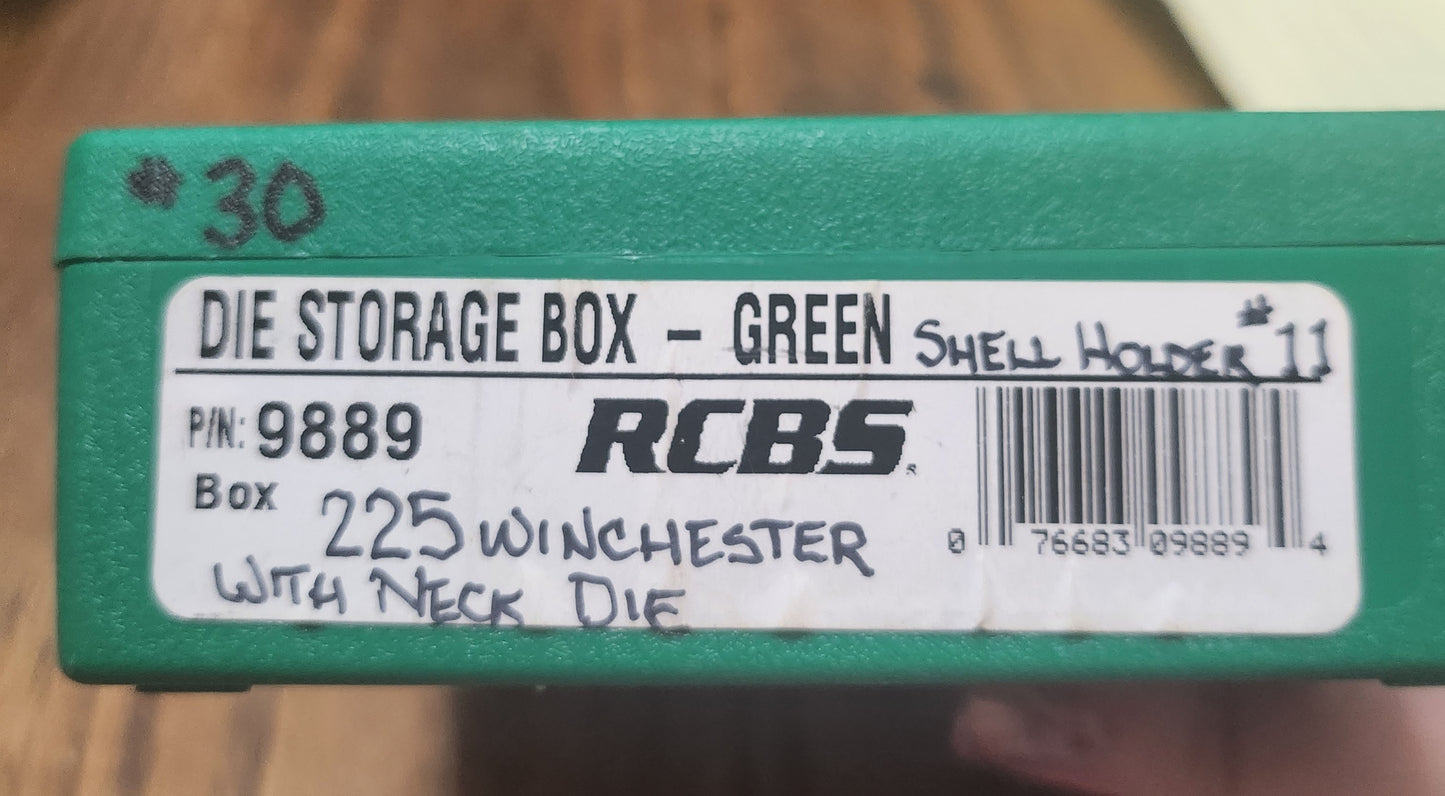 #30
DIE STORAGE BOX - GREEN SHELL HOLDER #11
P/N: 9889
RCBS.
Box 225 WINCHESTER
WITH NECK DIE
0 76683 09889 4